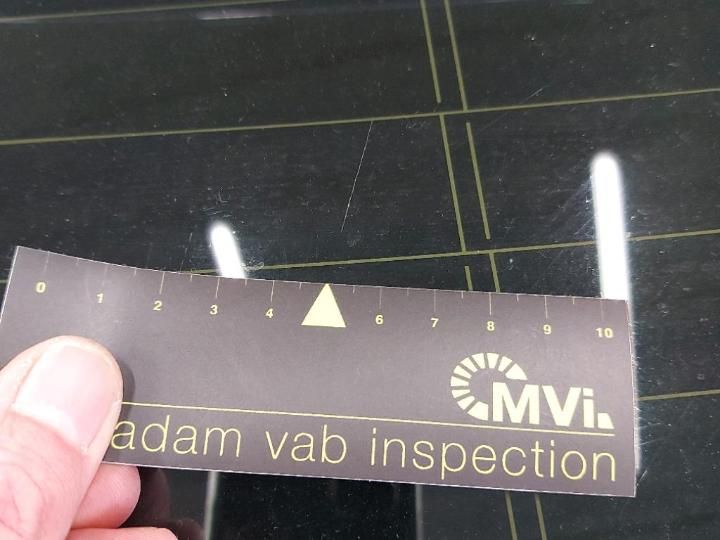 0 1 2 3 4 6 7 8 9 10
MVi.
adam vab inspection